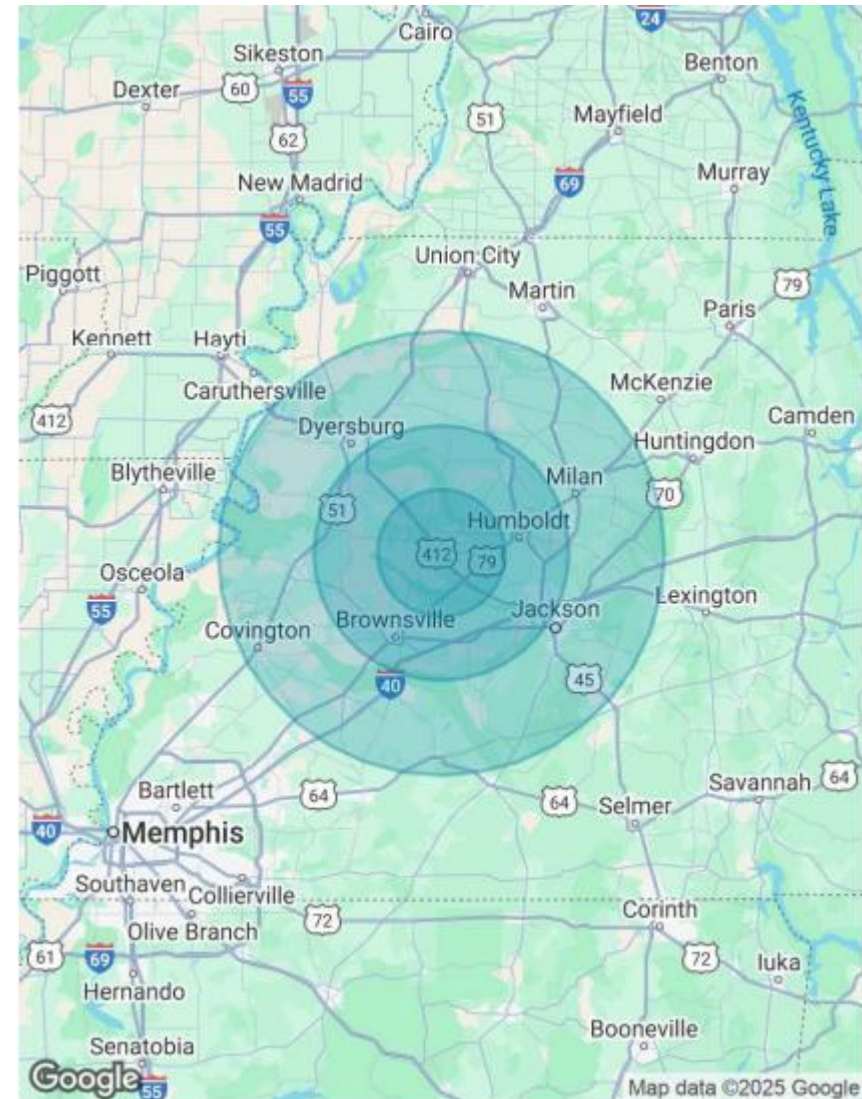 Cairo
24
Sikeston
Benton
60
Dexter
55
51
Mayfield
62
Kentucky Lake
New Madrid
69
Murray
55
Union City
Piggott
79
Martin
Paris
Kennett
Hayti
Caruthersville
McKenzie
412
Dyersburg
Camden
Huntingdon
Blytheville
Milan
70
51
Humboldt
412
79
Osceola
55
Jackson
Lexington
Covington
Brownsville
40
45
Bartlett
64
Savannah
64
64
Selmer
40
Memphis
Southaven
Collierville
72
Corinth
Olive Branch
61
69
72
Iuka
Hernando
Booneville
Senatobia
Google
55
Map data ©2025 Google